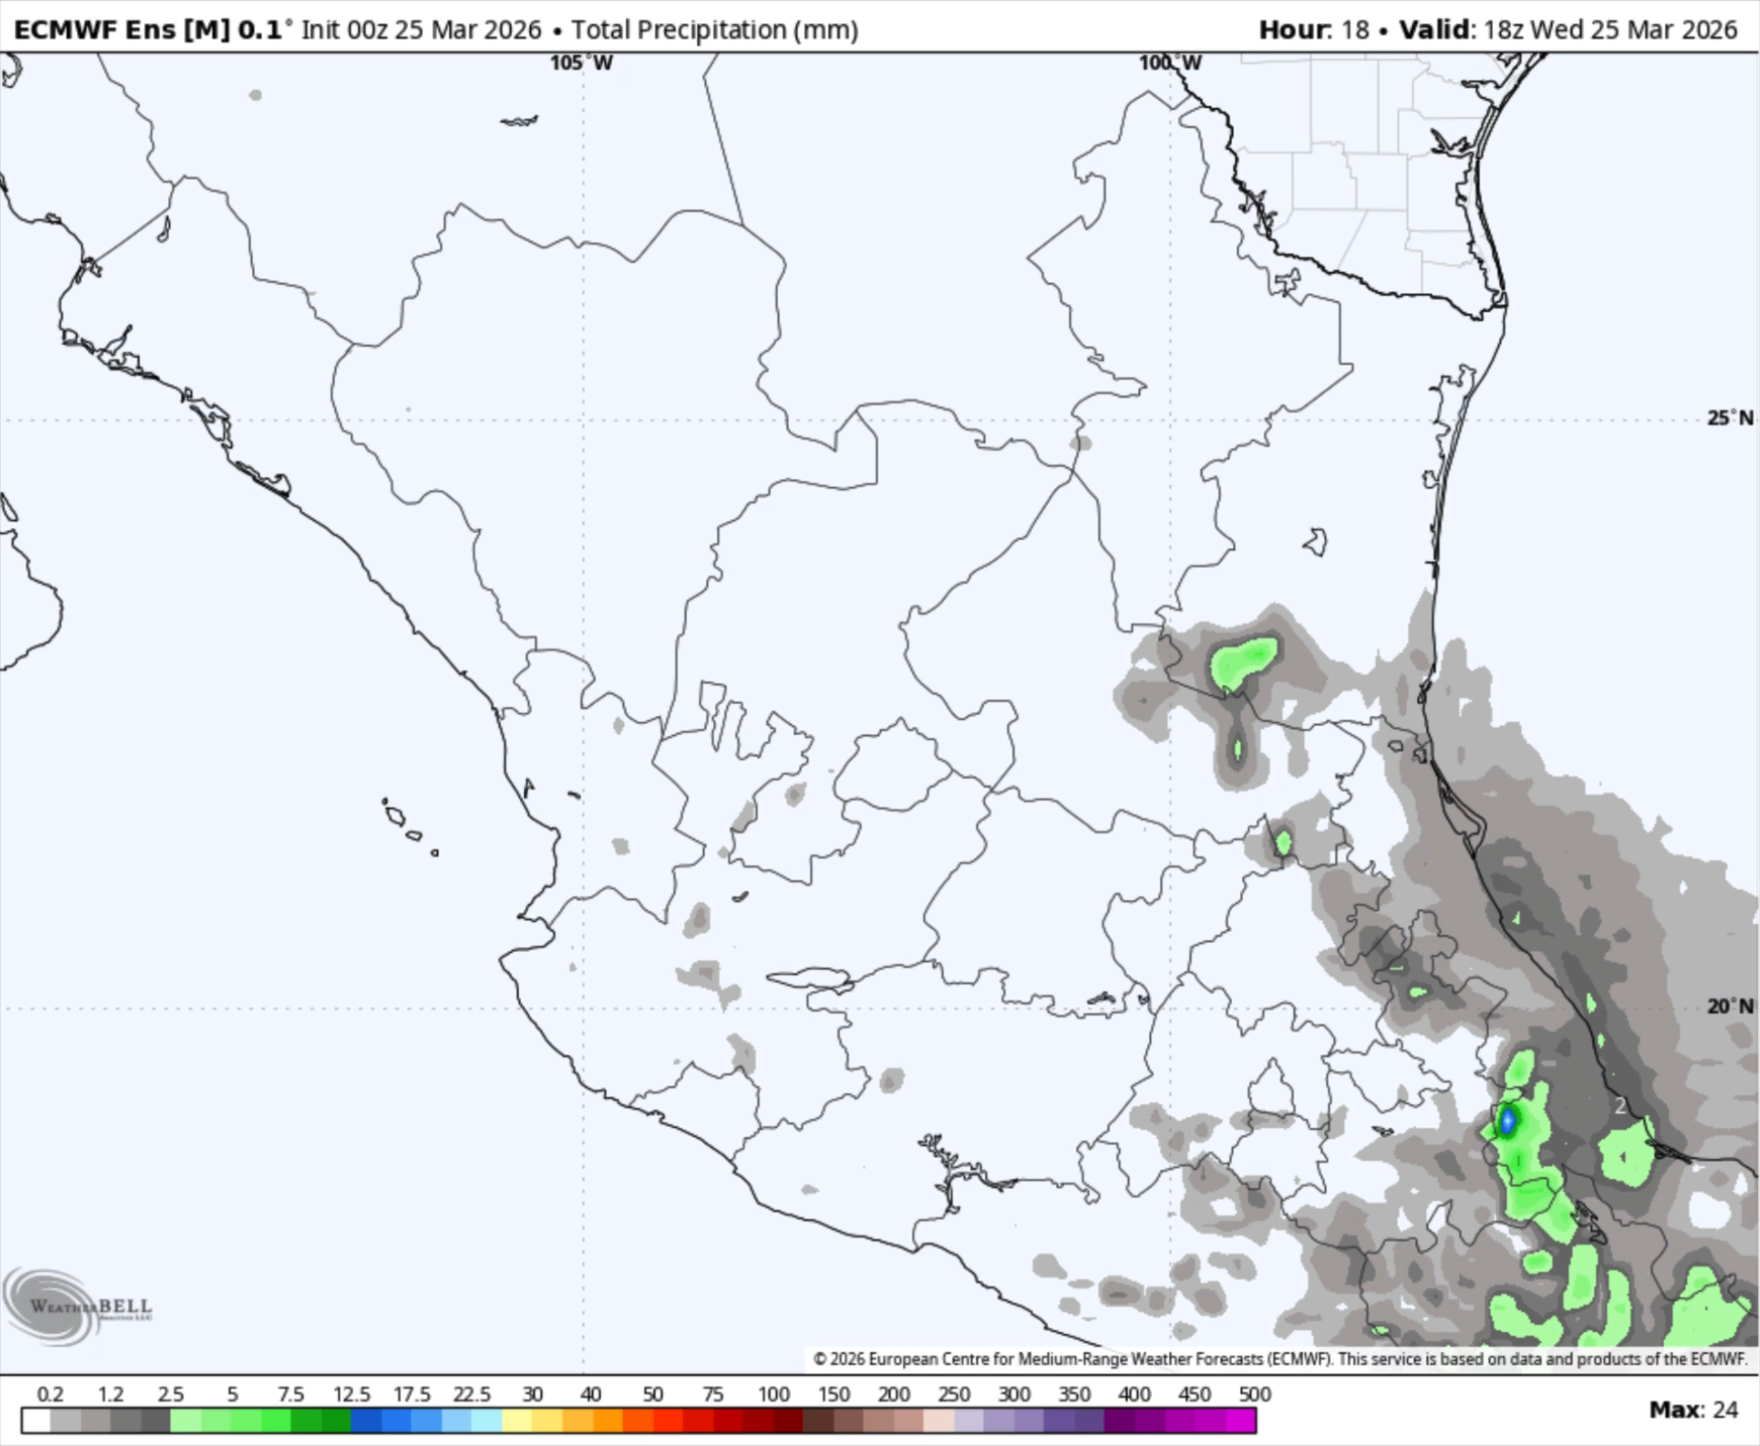 ECMWF Ens [M] 0.1° Init 00z 25 Mar 2026 • Total Precipitation (mm)
Hour: 18 • Valid: 18z Wed 25 Mar 2026
105°W
100°W
25°N
20°N
2
WEATHERBELL
ANALYTICS LLC
© 2026 European Centre for Medium-Range Weather Forecasts (ECMWF). This service is based on data and products of the ECMWF.
0.2 1.2 2.5 5 7.5 12.5 17.5 22.5 30 40 50 75 100 150 200 250 300 350 400 450 500
Max: 24